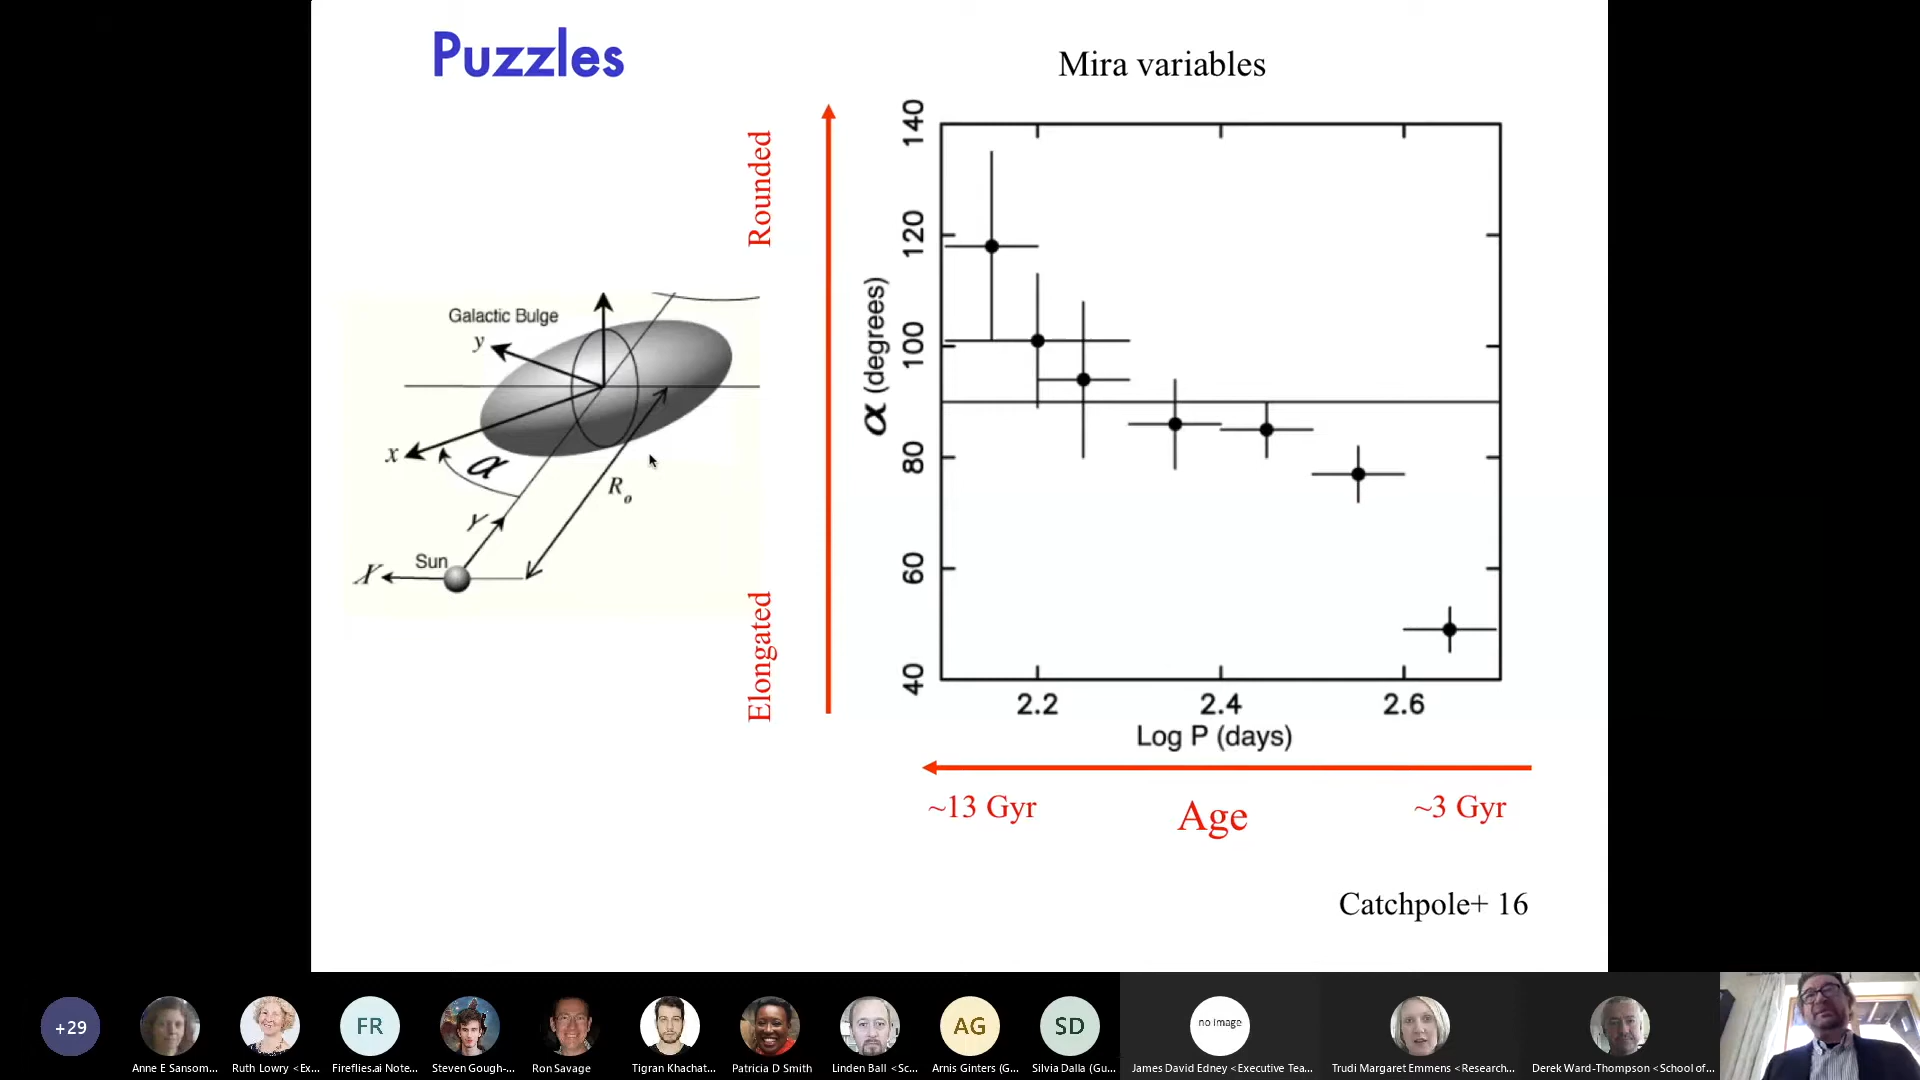 Puzzles
Mira variables
Rounded
Elongated
Galactic Bulge
y
x
α
R
o
Y
Sun
X
140
120
100
80
60
40
α (degrees)
2.2
2.4
2.6
Log P (days)
~13 Gyr
Age
~3 Gyr
Catchpole+ 16
+29
FR
AG
SD
no image
Anne E Sansom...
Ruth Lowry <Ex...
Fireflies.ai Note...
Steven Gough-...
Ron Savage
Tigran Khachat...
Patricia D Smith
Linden Ball <Sc...
Arnis Ginters (G...
Silvia Dalla (Gu...
James David Edney <Executive Tea...
Trudi Margaret Emmens <Research...
Derek Ward-Thompson <School of...